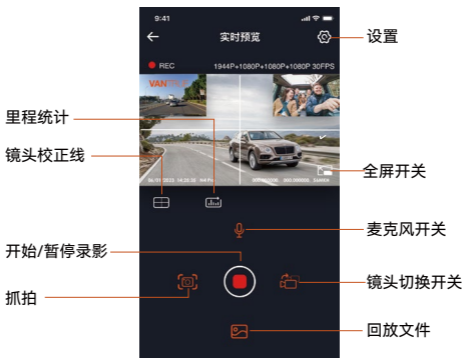 9:41
实时预览
设置
REC
1944P+1080P+1080P+1080P 30FPS
VAN
里程统计
镜头校正线
全屏开关
麦克风开关
开始/暂停录影
镜头切换开关
抓拍
回放文件